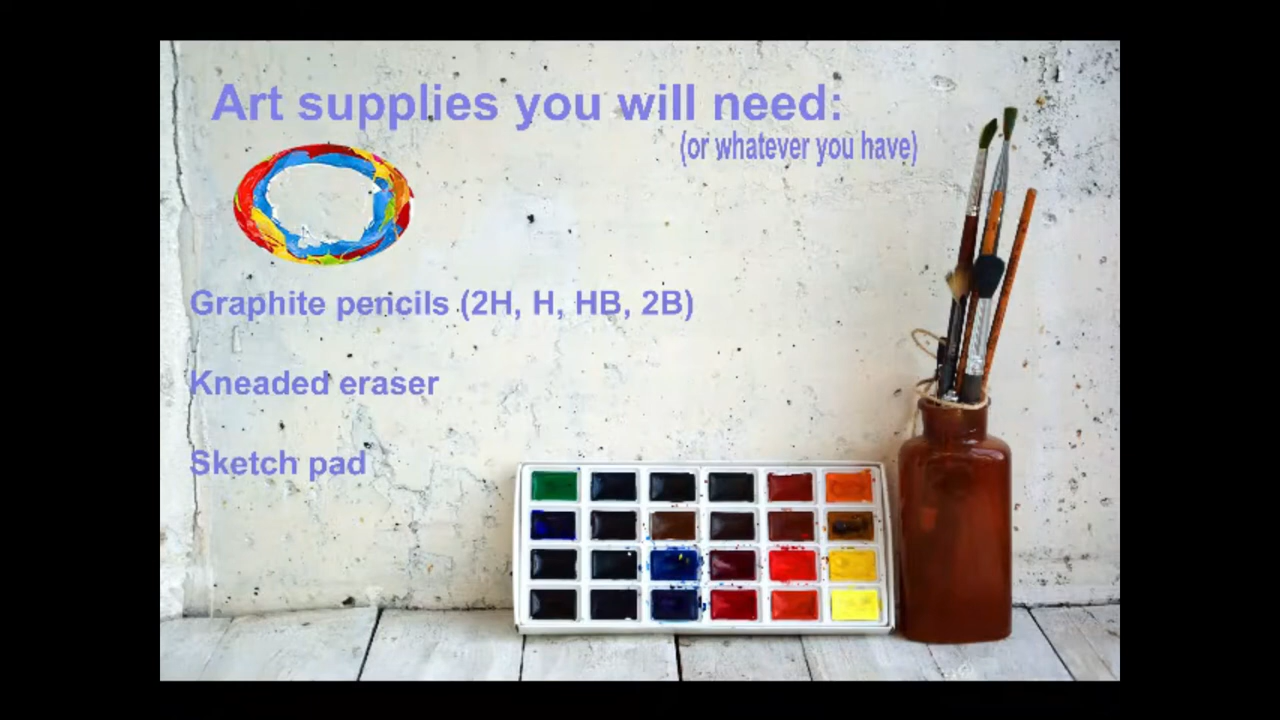 Art supplies you will need:
(or whatever you have)
Graphite pencils (2H, H, HB, 2B)
Kneaded eraser
Sketch pad